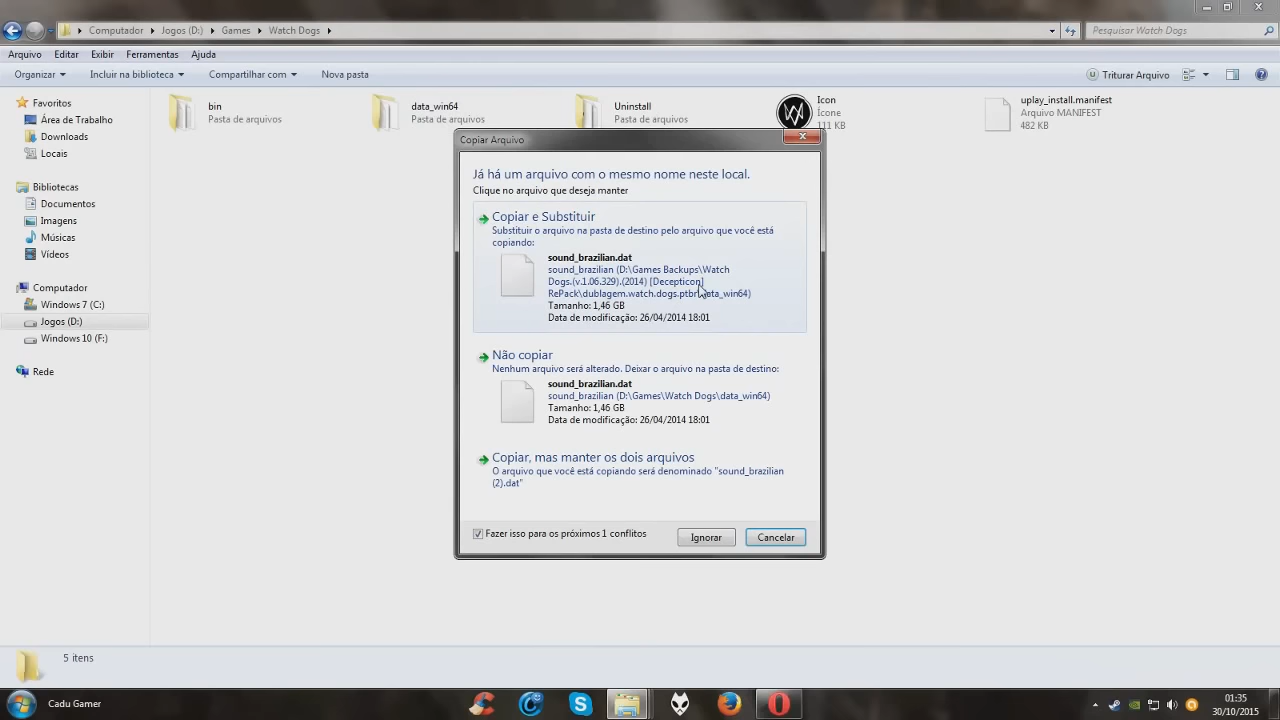 Computador
Jogos (D:)
Games
Watch Dogs
Pesquisar Watch Dogs
Arquivo
Editar
Exibir
Ferramentas
Ajuda
Organizar
Incluir na biblioteca
Compartilhar com
Nova pasta
Triturar Arquivo
Favoritos
Área de Trabalho
Downloads
Locais
Bibliotecas
Documentos
Imagens
Músicas
Vídeos
Computador
Windows 7 (C:)
Jogos (D:)
Windows 10 (F:)
Rede
bin
Pasta de arquivos
data_win64
Pasta de arquivos
Uninstall
Pasta de arquivos
Icon
Ícone
111 KB
uplay_install.manifest
Arquivo MANIFEST
482 KB
Copiar Arquivo
Já há um arquivo com o mesmo nome neste local.
Clique no arquivo que deseja manter
Copiar e Substituir
Substituir o arquivo na pasta de destino pelo arquivo que você está
copiando:
sound_brazilian.dat
sound_brazilian (D:\Games Backups\Watch
Dogs.(v.1.06.329).(2014) [Decepticon]
RePack\dublagem.watch.dogs.ptbr\data_win64)
Tamanho: 1,46 GB
Data de modificação: 26/04/2014 18:01
Não copiar
Nenhum arquivo será alterado. Deixar o arquivo na pasta de destino:
sound_brazilian.dat
sound_brazilian (D:\Games\Watch Dogs\data_win64)
Tamanho: 1,46 GB
Data de modificação: 26/04/2014 18:01
Copiar, mas manter os dois arquivos
O arquivo que você está copiando será denominado "sound_brazilian
(2).dat"
Fazer isso para os próximos 1 conflitos
Ignorar
Cancelar
5 itens
Cadu Gamer
01:35
30/10/2015